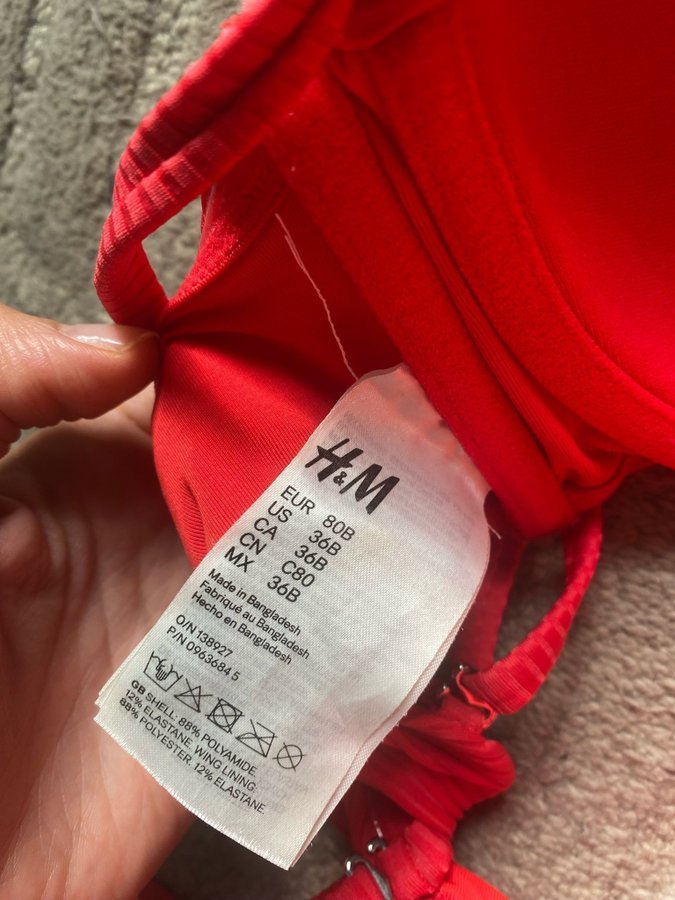 H&M
EUR 80B
US 36B
CA 36B
CN C80
MX 36B
Made in Bangladesh
Fabriqué au Bangladesh
Hecho en Bangladesh
O/N 138927
P/N 0963684 5
GB SHELL: 88% POLYAMIDE.
12% ELASTANE. WING LINING:
88% POLYESTER. 12% ELASTANE.